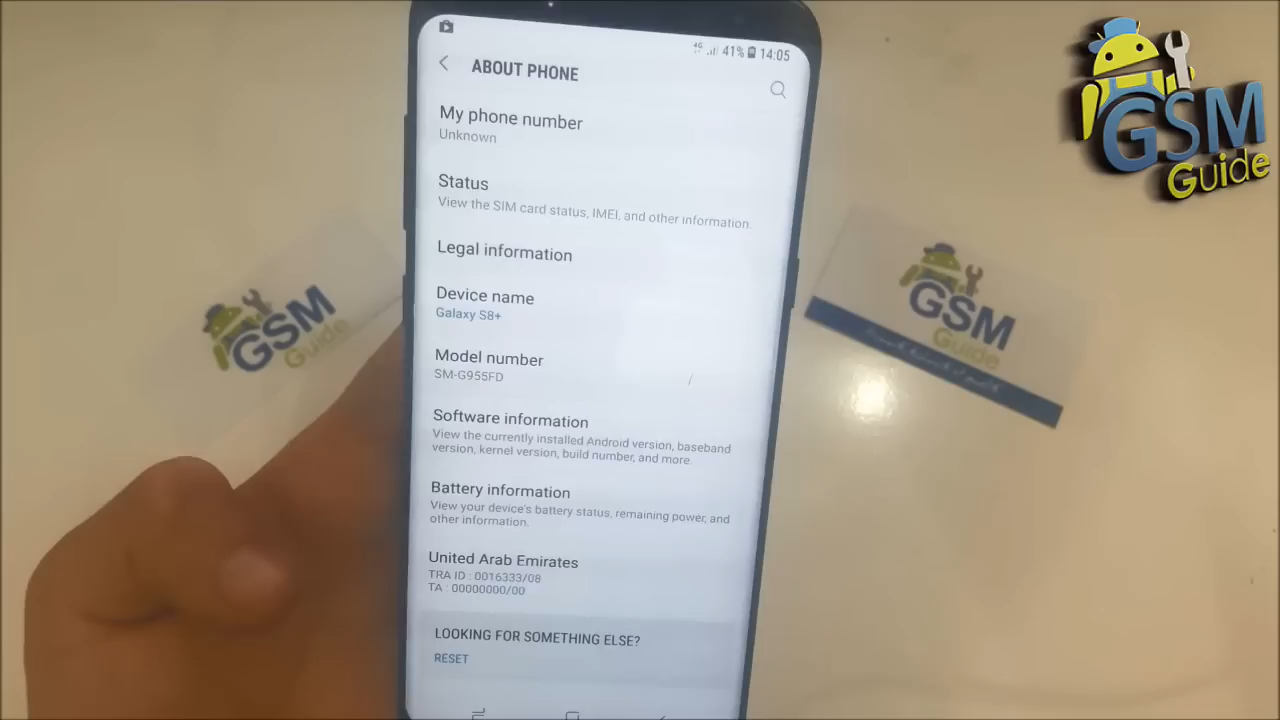 4G 41% 14:05
ABOUT PHONE
My phone number
Unknown
Status
View the SIM card status, IMEI, and other information.
Legal information
Device name
Galaxy S8+
Model number
SM-G955FD
Software information
View the currently installed Android version, baseband
version, kernel version, build number, and more.
Battery information
View your device's battery status, remaining power, and
other information.
United Arab Emirates
TRA ID : 0016333/08
TA : 00000000/00
LOOKING FOR SOMETHING ELSE?
RESET
GSM
Guide
GSM
Guide
GSM
Guide